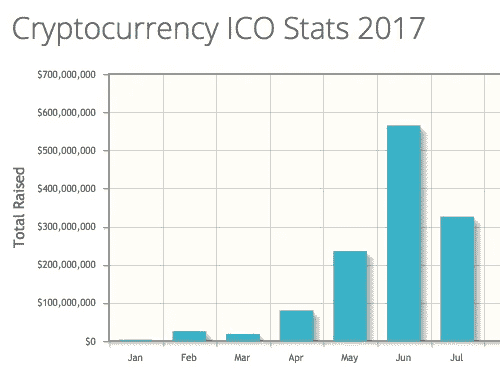 Cryptocurrency ICO Stats 2017
$700,000,000
$600,000,000
$500,000,000
$400,000,000
$300,000,000
$200,000,000
$100,000,000
$0
Total Raised
Jan Feb Mar Apr May Jun Jul